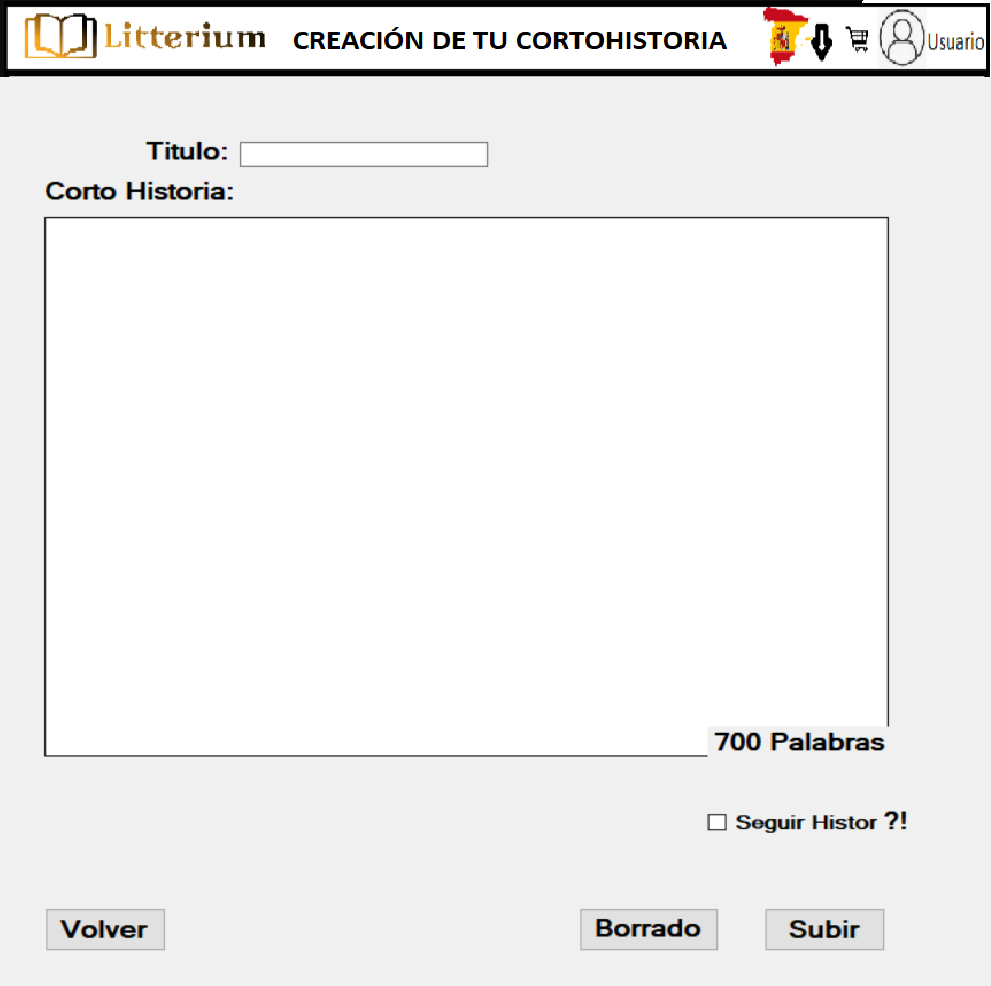 Litterium CREACIÓN DE TU CORTOHISTORIA Usuario
Titulo:
Corto Historia:
700 Palabras
Seguir Histor ?!
Volver Borrado Subir